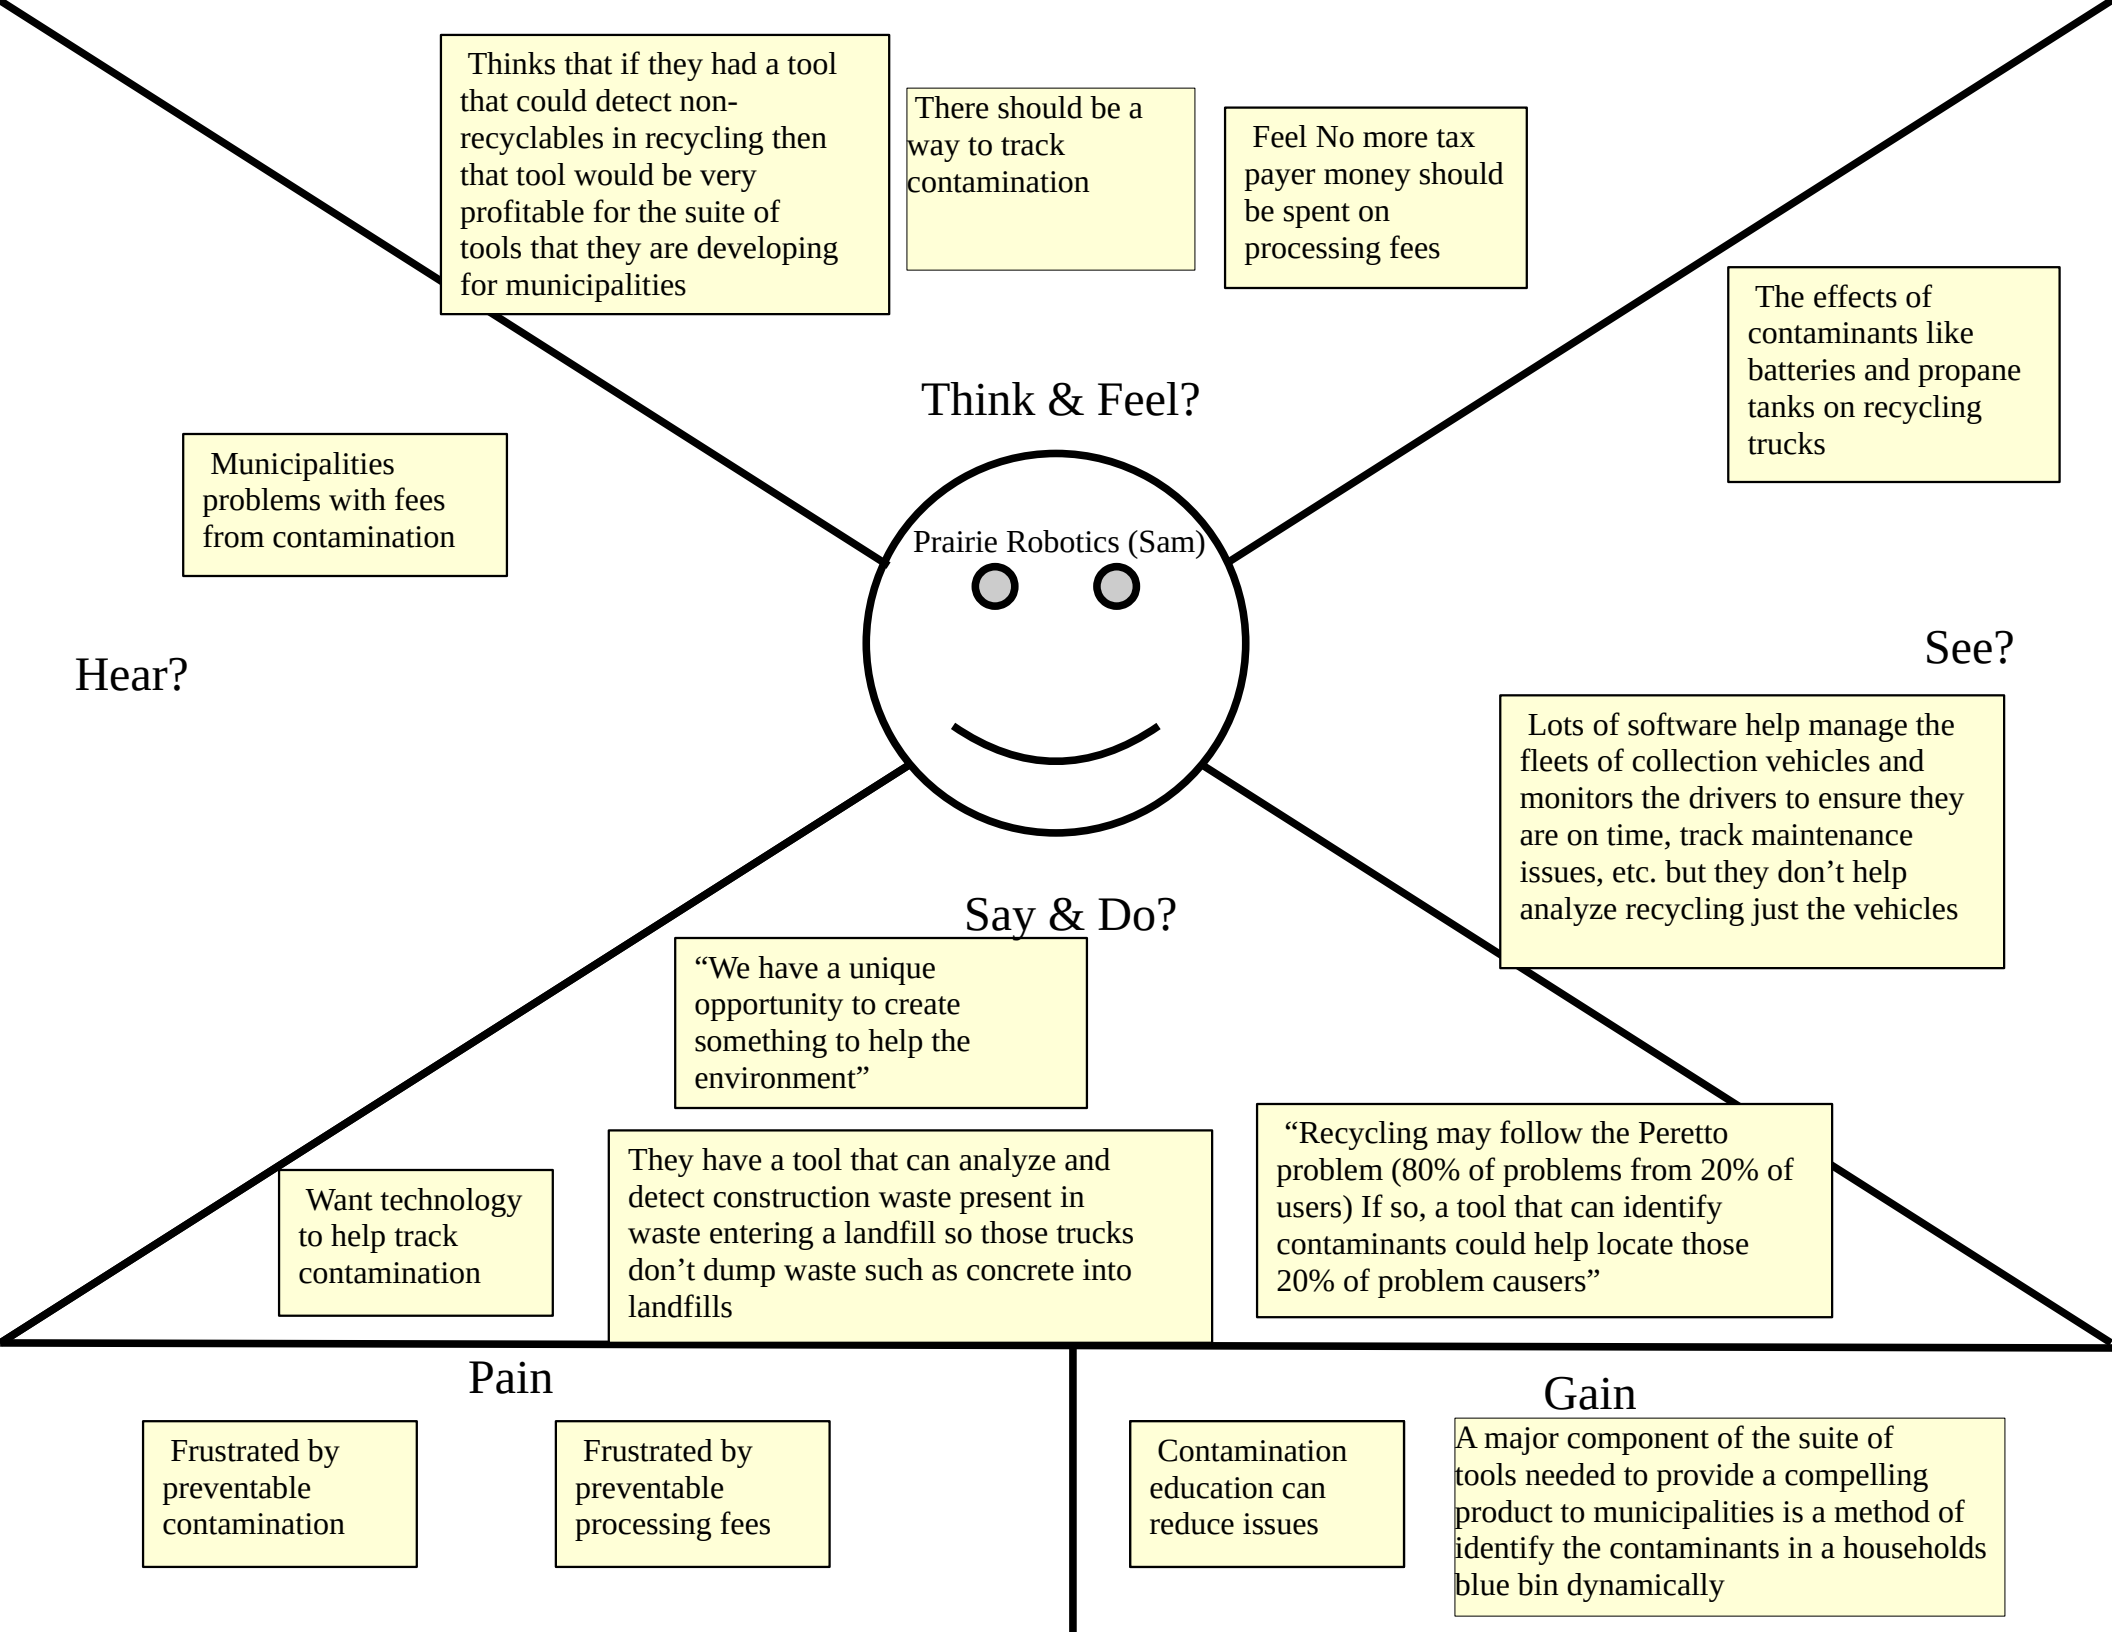 Thinks that if they had a tool
that could detect non-
recyclables in recycling then
that tool would be very
profitable for the suite of
tools that they are developing
for municipalities
There should be a
way to track
contamination
Feel No more tax
payer money should
be spent on
processing fees
The effects of
contaminants like
batteries and propane
tanks on recycling
trucks
Think & Feel?
Municipalities
problems with fees
from contamination
Prairie Robotics (Sam)
Hear?
See?
Lots of software help manage the
fleets of collection vehicles and
monitors the drivers to ensure they
are on time, track maintenance
issues, etc. but they don’t help
analyze recycling just the vehicles
Say & Do?
“We have a unique
opportunity to create
something to help the
environment”
Want technology
to help track
contamination
They have a tool that can analyze and
detect construction waste present in
waste entering a landfill so those trucks
don’t dump waste such as concrete into
landfills
“Recycling may follow the Peretto
problem (80% of problems from 20% of
users) If so, a tool that can identify
contaminants could help locate those
20% of problem causers”
Pain
Frustrated by
preventable
contamination
Frustrated by
preventable
processing fees
Gain
Contamination
education can
reduce issues
A major component of the suite of
tools needed to provide a compelling
product to municipalities is a method of
identify the contaminants in a households
blue bin dynamically